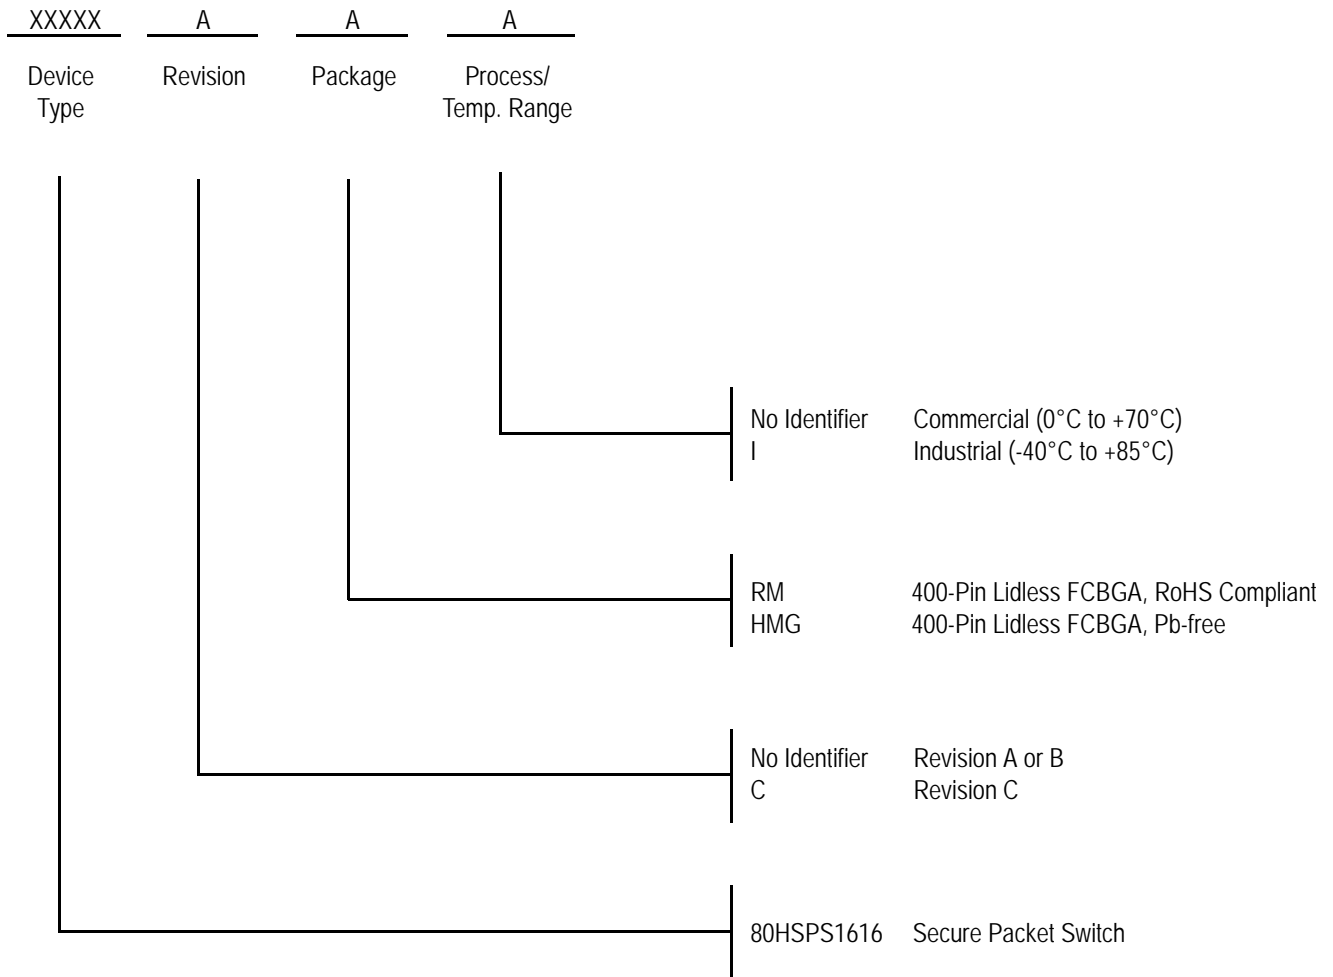 XXXXX A A A
Device Type Revision Package Process/ Temp. Range
No Identifier Commercial (0°C to +70°C)
I Industrial (-40°C to +85°C)
RM 400-Pin Lidless FCBGA, RoHS Compliant
HMG 400-Pin Lidless FCBGA, Pb-free
No Identifier Revision A or B
C Revision C
80HSPS1616 Secure Packet Switch